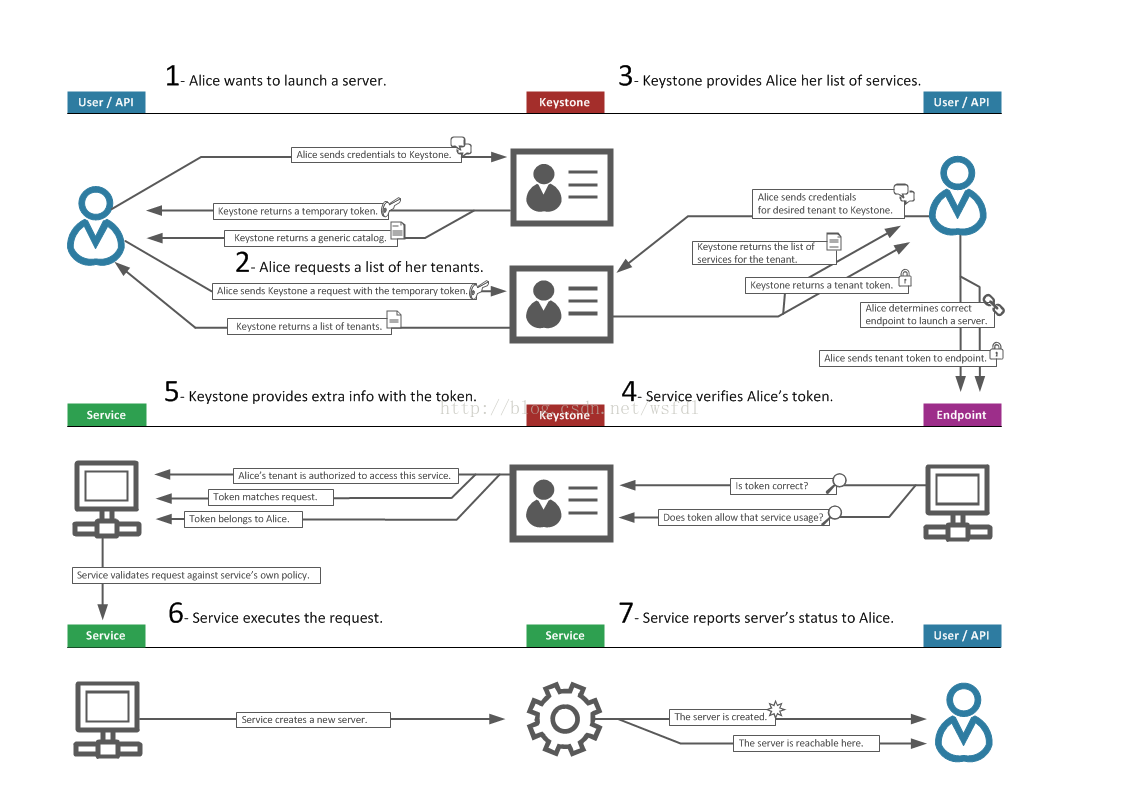 1- Alice wants to launch a server.
3- Keystone provides Alice her list of services.
User / API
Keystone
User / API
Alice sends credentials to Keystone.
Keystone returns a temporary token.
Keystone returns a generic catalog.
2- Alice requests a list of her tenants.
Alice sends Keystone a request with the temporary token.
Keystone returns a list of tenants.
Alice sends credentials
for desired tenant to Keystone.
Keystone returns the list of
services for the tenant.
Keystone returns a tenant token.
Alice determines correct
endpoint to launch a server.
Alice sends tenant token to endpoint.
5- Keystone provides extra info with the token.
4- Service verifies Alice's token.
http://blog.csdn.net/wsfdl
Service
Keystone
Endpoint
Alice's tenant is authorized to access this service.
Token matches request.
Token belongs to Alice.
Is token correct?
Does token allow that service usage?
Service validates request against service's own policy.
6- Service executes the request.
7- Service reports server's status to Alice.
Service
Service
User / API
Service creates a new server.
The server is created.
The server is reachable here.